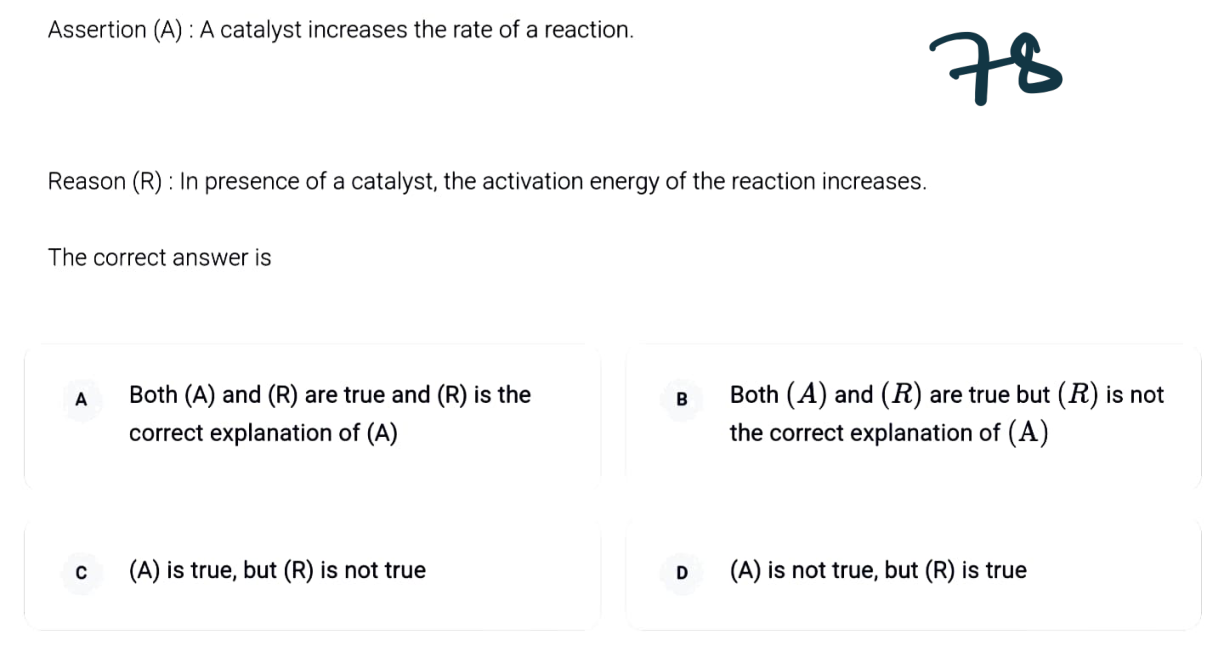 Assertion (A) : A catalyst increases the rate of a reaction.
78
Reason (R) : In presence of a catalyst, the activation energy of the reaction increases.
The correct answer is
A Both (A) and (R) are true and (R) is the
correct explanation of (A)
B Both (A) and (R) are true but (R) is not
the correct explanation of (A)
C (A) is true, but (R) is not true
D (A) is not true, but (R) is true